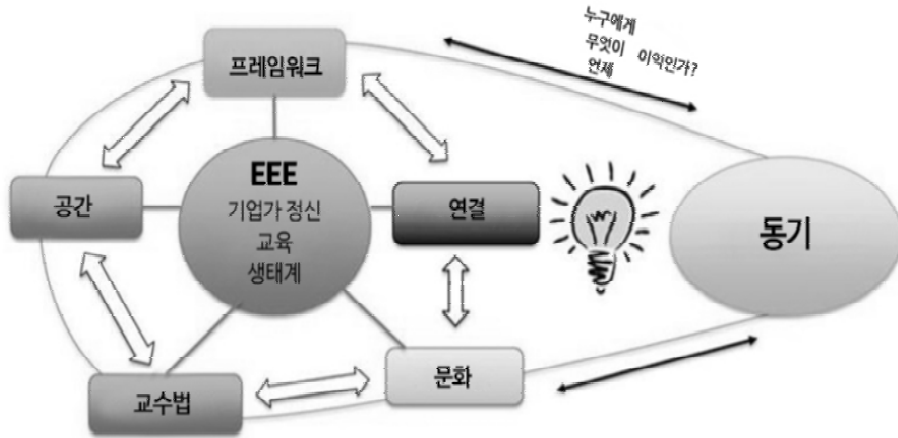 누구에게
무엇이 이익인가?
언제
프레임워크
공간
EEE
기업가 정신
교육
생태계
연결
동기
교수법
문화